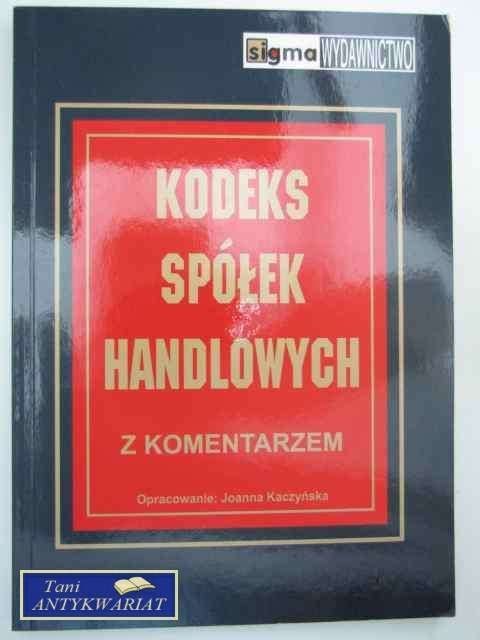 sigma WYDAWNICTWO
KODEKS
SPÓŁEK
HANDLOWYCH
Z KOMENTARZEM
Opracowanie: Joanna Kaczyńska
Tani
ANTYKWARIAT